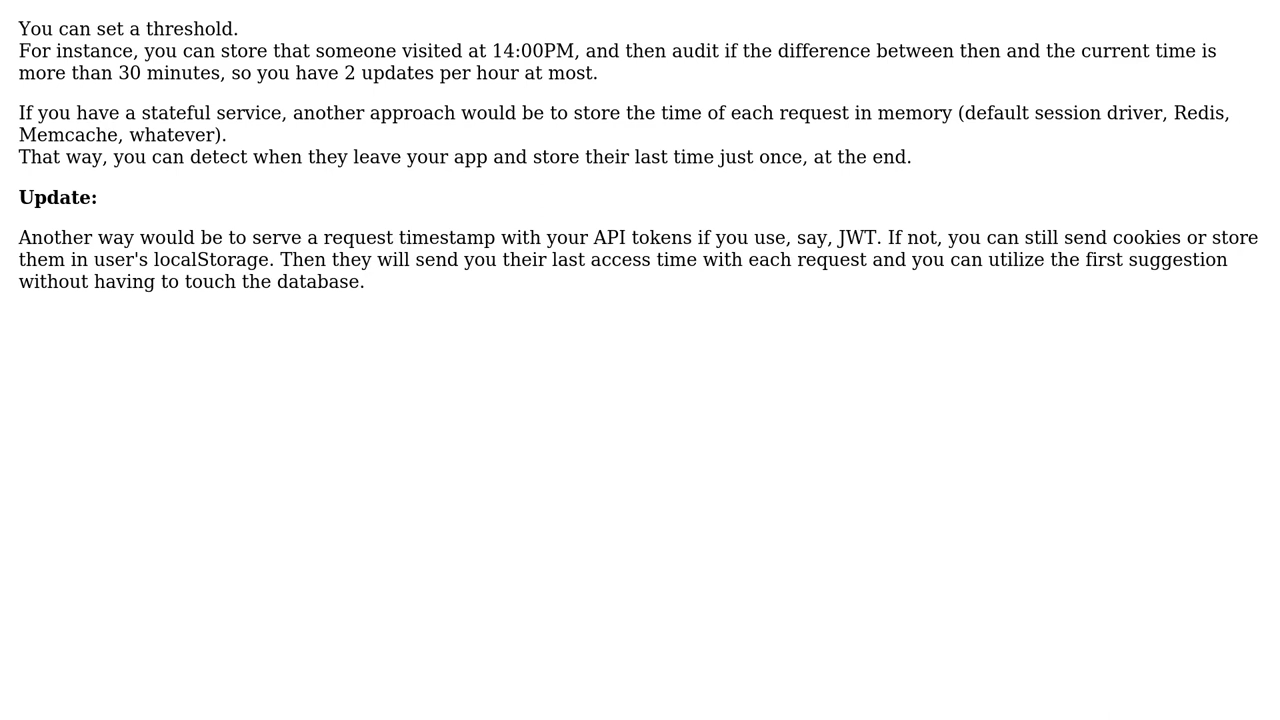 You can set a threshold.
For instance, you can store that someone visited at 14:00PM, and then audit if the difference between then and the current time is
more than 30 minutes, so you have 2 updates per hour at most.
If you have a stateful service, another approach would be to store the time of each request in memory (default session driver, Redis,
Memcache, whatever).
That way, you can detect when they leave your app and store their last time just once, at the end.
Update:
Another way would be to serve a request timestamp with your API tokens if you use, say, JWT. If not, you can still send cookies or store
them in user's localStorage. Then they will send you their last access time with each request and you can utilize the first suggestion
without having to touch the database.